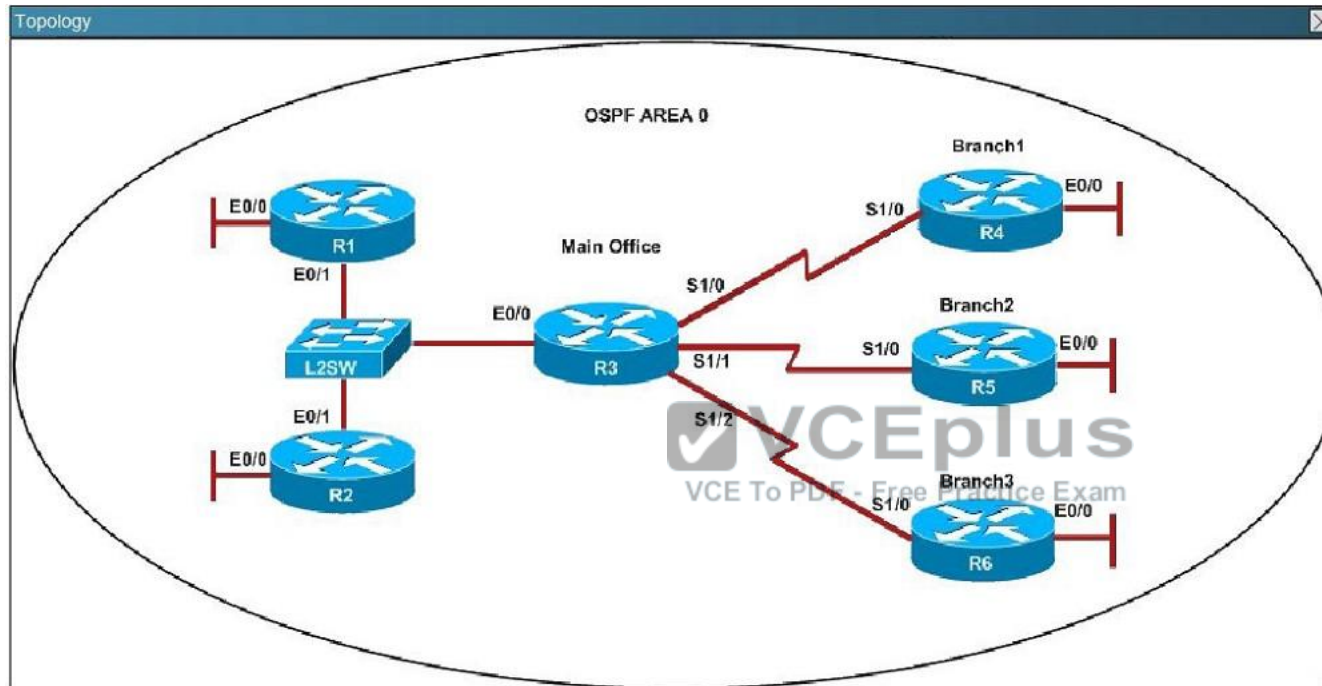 Topology
OSPF AREA 0
Branch1
E0/0
E0/0
S1/0
R1
R4
Main Office
E0/1
S1/0
E0/0
Branch2
S1/0
E0/0
L2SW
R3
S1/1
R5
E0/1
S1/2
VCEplus
E0/0
VCE To PDF - Free Practice Exam
Branch3
R2
S1/0
E0/0
R6